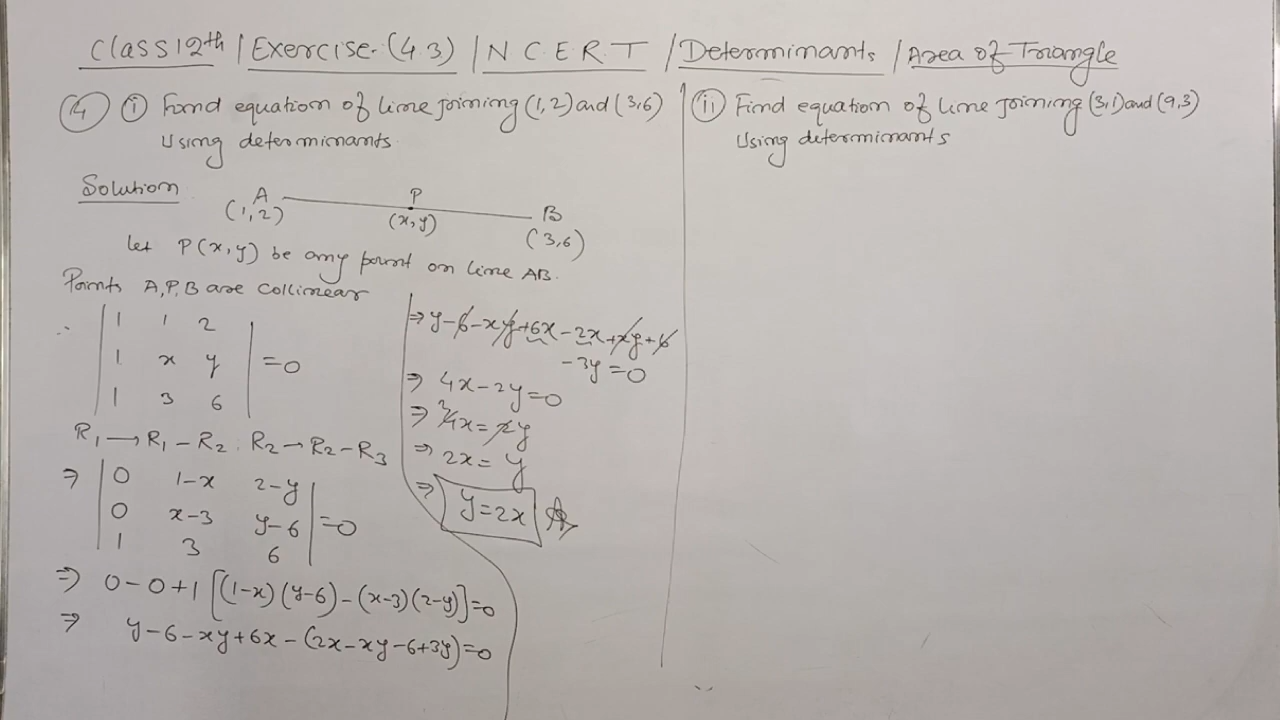 Class 12th / Exercise-(4.3) / N C E R T / Determinants / Area of Triangle
(4) (i) Find equation of line joining (1,2) and (3,6)
Using determinants.
Solution
A P B
(1,2) (x,y) (3,6)
let P(x,y) be any point on line AB.
Points A,P,B are Collinear
∴ | 1 1 2 |
| 1 x y | =0
| 1 3 6 |
R₁→R₁-R₂ . R₂→R₂-R₃
⇒ | 0 1-x 2-y |
| 0 x-3 y-6 | =0
| 1 3 6 |
⇒ 0-0+1[(1-x)(y-6)-(x-3)(2-y)]=0
⇒ y-6-xy+6x-(2x-xy-6+3y)=0
⇒ y-6-xy+6x-2x+xy+6
-3y=0
⇒ 4x-2y=0
⇒ 4x=2y
⇒ 2x=y
⇒ y=2x
(ii) Find equation of line joining (3,1) and (9,3)
Using determinants